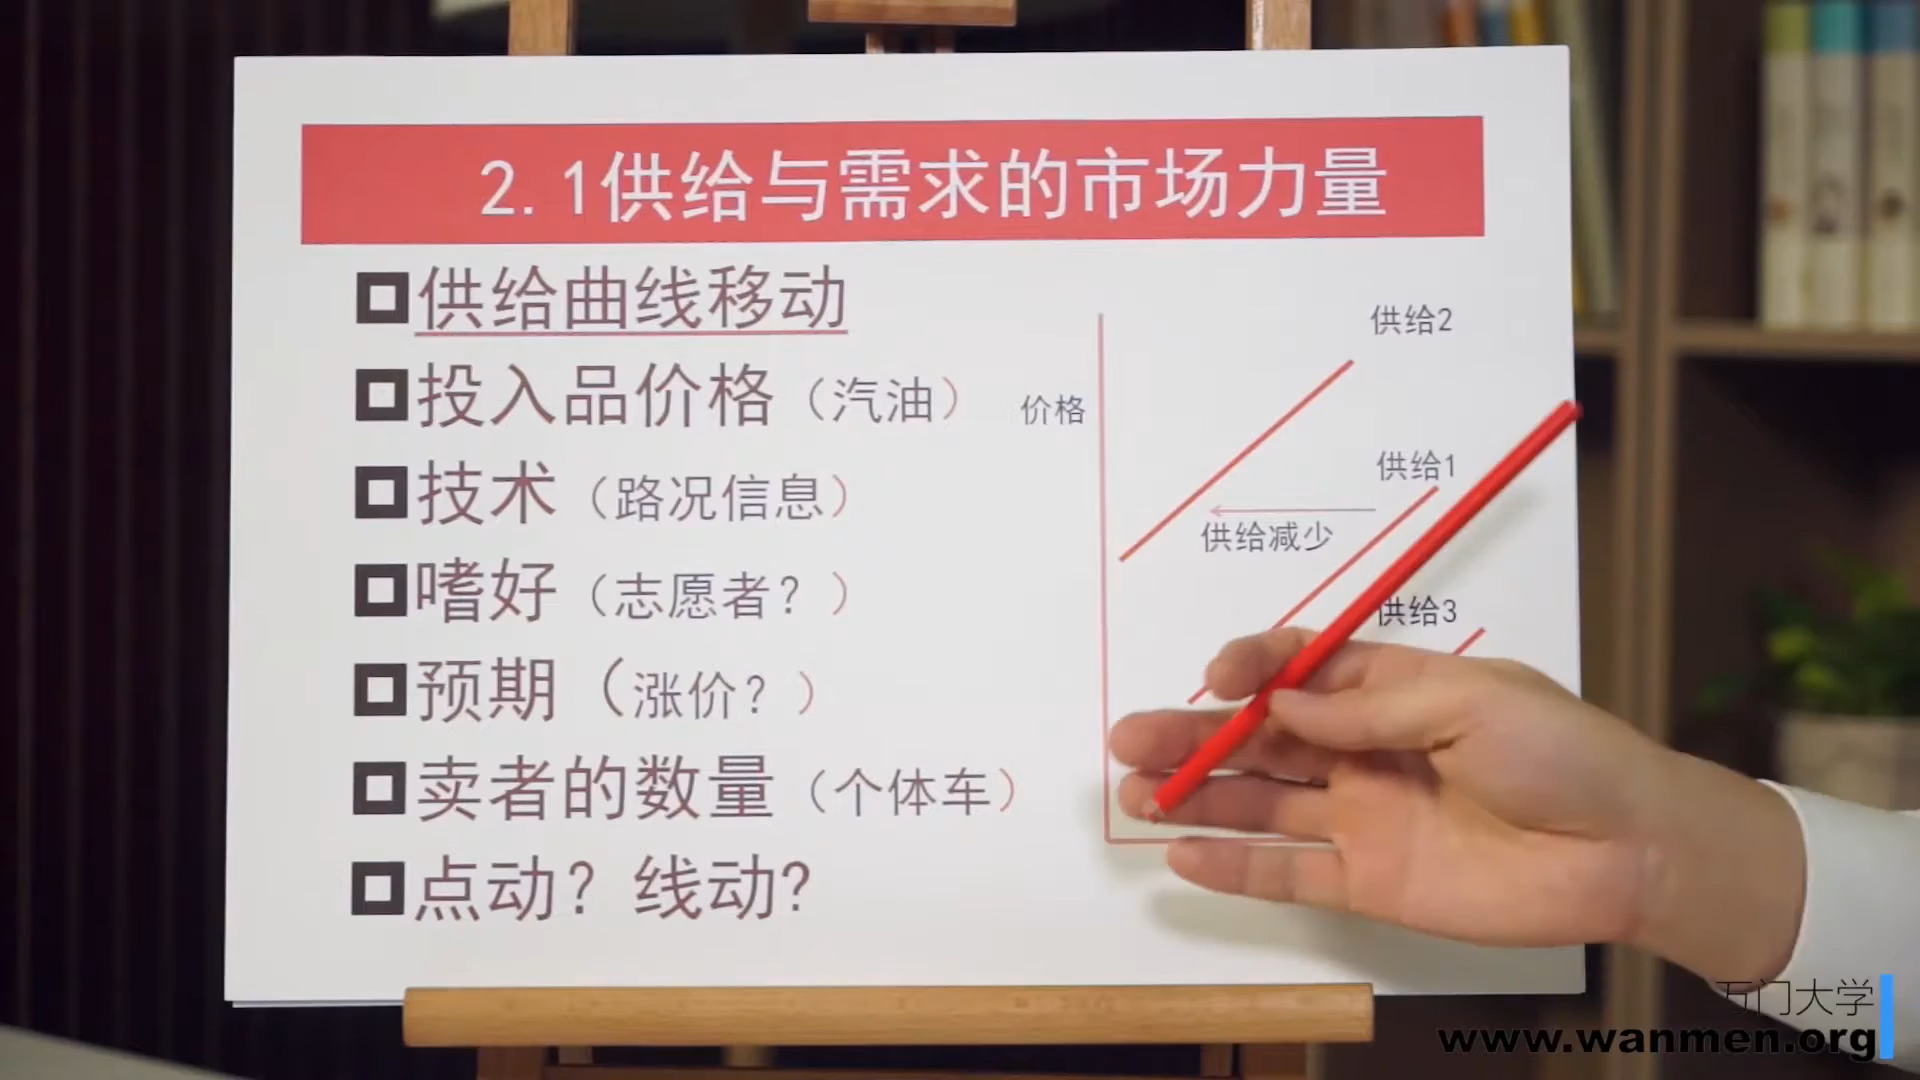 2.1供给与需求的市场力量
供给曲线移动
投入品价格（汽油）
技术（路况信息）
嗜好（志愿者？）
预期（涨价？）
卖者的数量（个体车）
点动？线动？
供给2
价格
供给1
供给减少
供给3
万门大学
www.wanmen.org